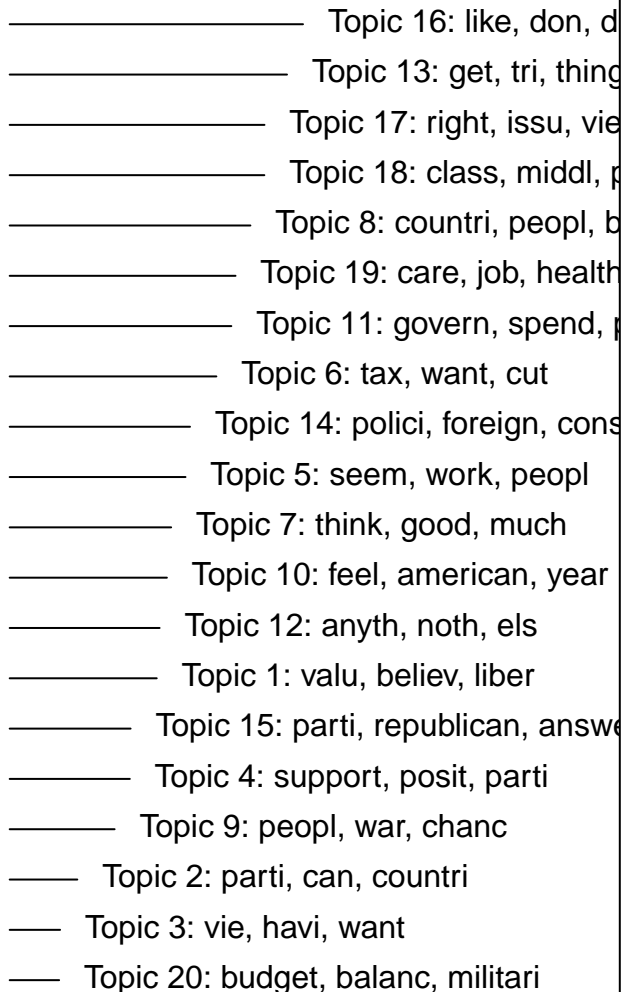 Topic 16: like, don,
Topic 13: get, tri, thing
Topic 17: right, issu, vie
Topic 18: class, middl,
Topic 8: countri, peopl,
Topic 19: care, job, health
Topic 11: govern, spend,
Topic 6: tax, want, cut
Topic 14: polici, foreign, cons
Topic 5: seem, work, peopl
Topic 7: think, good, much
Topic 10: feel, american, year
Topic 12: anyth, noth, els
Topic 1: valu, believ, liber
Topic 15: parti, republican, answe
Topic 4: support, posit, parti
Topic 9: peopl, war, chanc
Topic 2: parti, can, countri
Topic 3: vie, havi, want
Topic 20: budget, balanc, militari